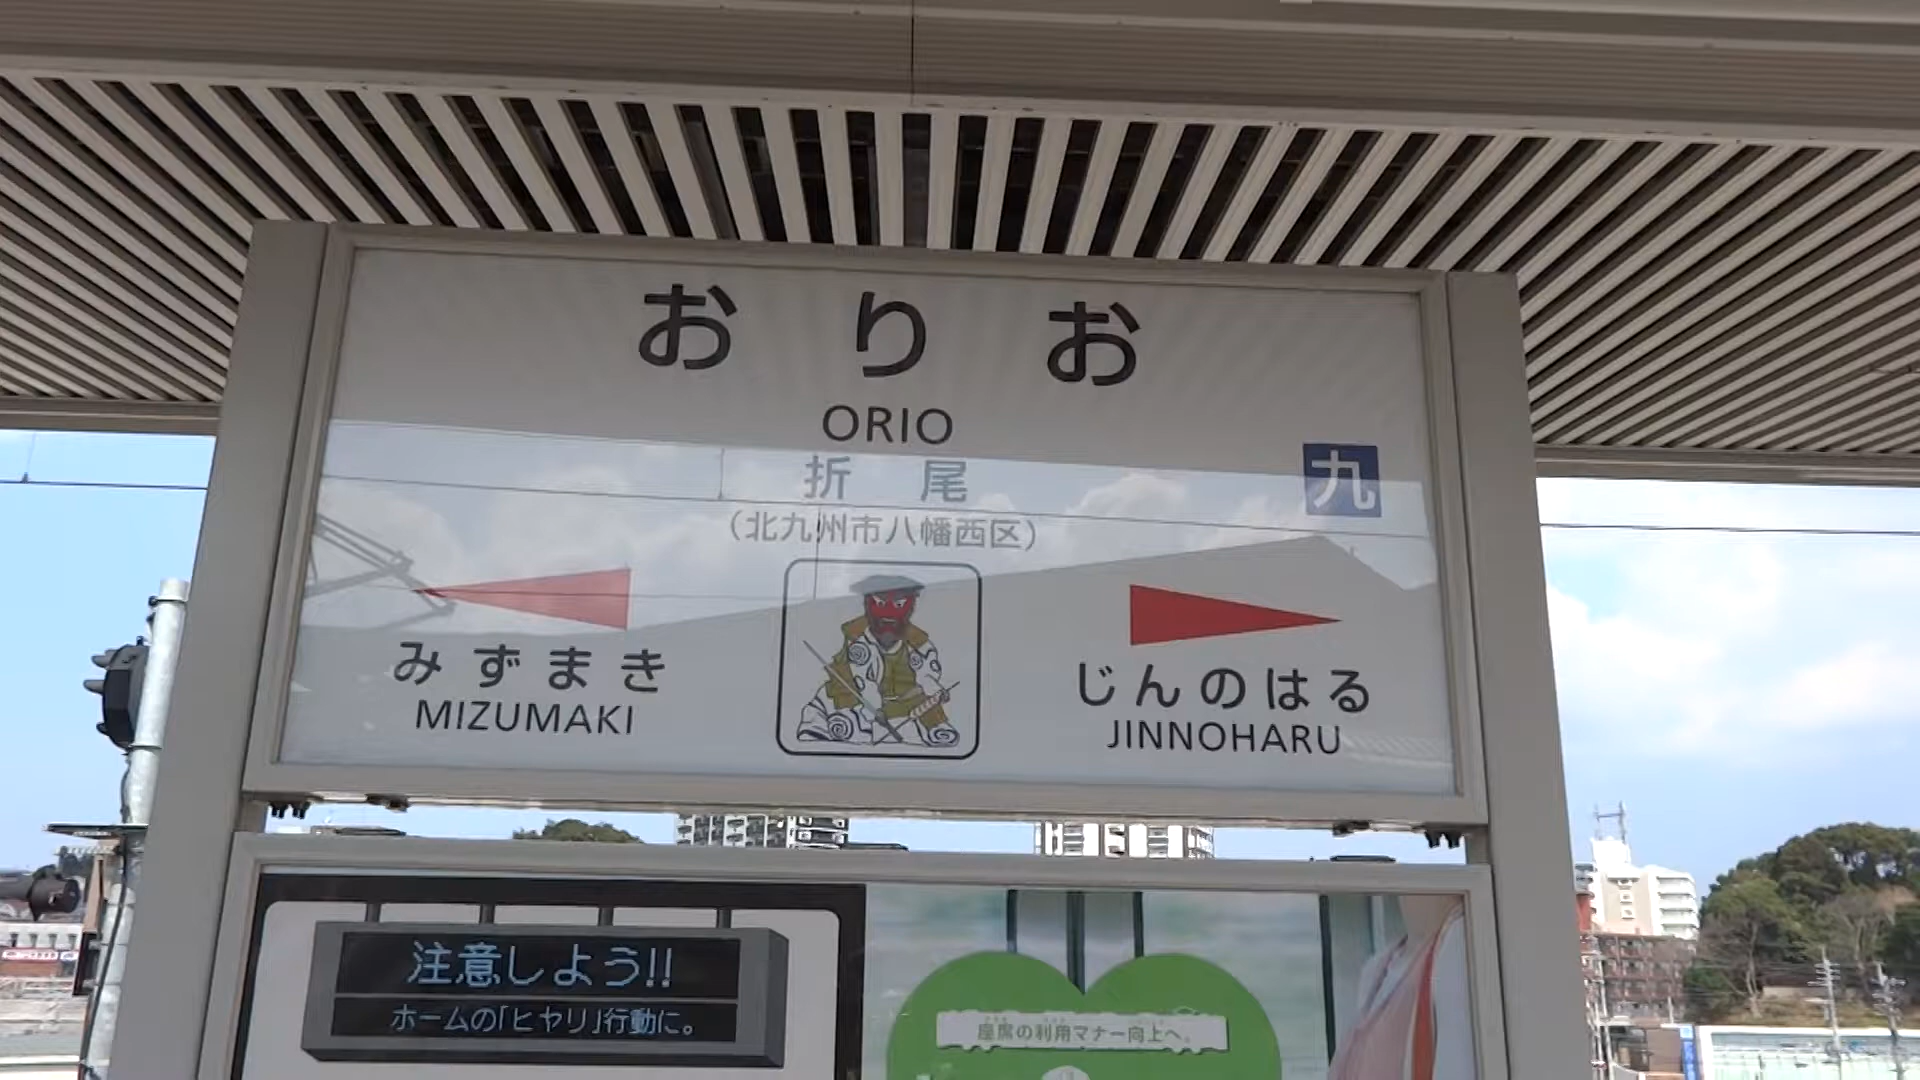 おりお
ORIO
折尾
九
(北九州市八幡西区)
みずまき
MIZUMAKI
じんのはる
JINNOHARU
注意しよう!!
ホームの「ヒヤリ」行動に。
座席の利用マナー向上へ。